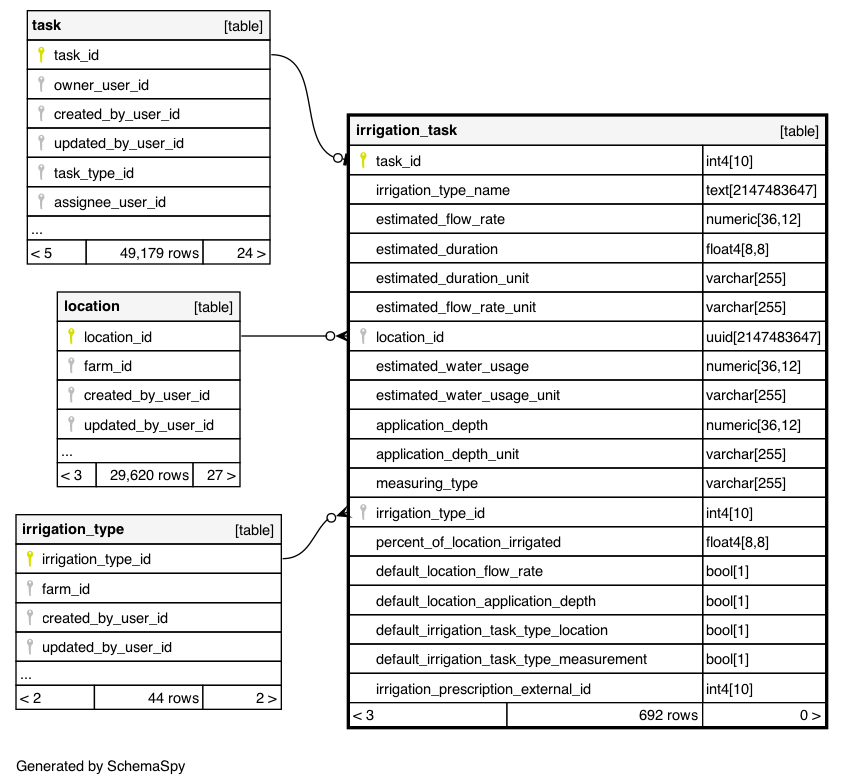 task [table]
task_id
owner_user_id
created_by_user_id
updated_by_user_id
task_type_id
assignee_user_id
...
< 5 49,179 rows 24 >
location [table]
location_id
farm_id
created_by_user_id
updated_by_user_id
...
< 3 29,620 rows 27 >
irrigation_type [table]
irrigation_type_id
farm_id
created_by_user_id
updated_by_user_id
...
< 2 44 rows 2 >
irrigation_task [table]
task_id int4[10]
irrigation_type_name text[2147483647]
estimated_flow_rate numeric[36,12]
estimated_duration float4[8,8]
estimated_duration_unit varchar[255]
estimated_flow_rate_unit varchar[255]
location_id uuid[2147483647]
estimated_water_usage numeric[36,12]
estimated_water_usage_unit varchar[255]
application_depth numeric[36,12]
application_depth_unit varchar[255]
measuring_type varchar[255]
irrigation_type_id int4[10]
percent_of_location_irrigated float4[8,8]
default_location_flow_rate bool[1]
default_location_application_depth bool[1]
default_irrigation_task_type_location bool[1]
default_irrigation_task_type_measurement bool[1]
irrigation_prescription_external_id int4[10]
< 3 692 rows 0 >
Generated by SchemaSpy